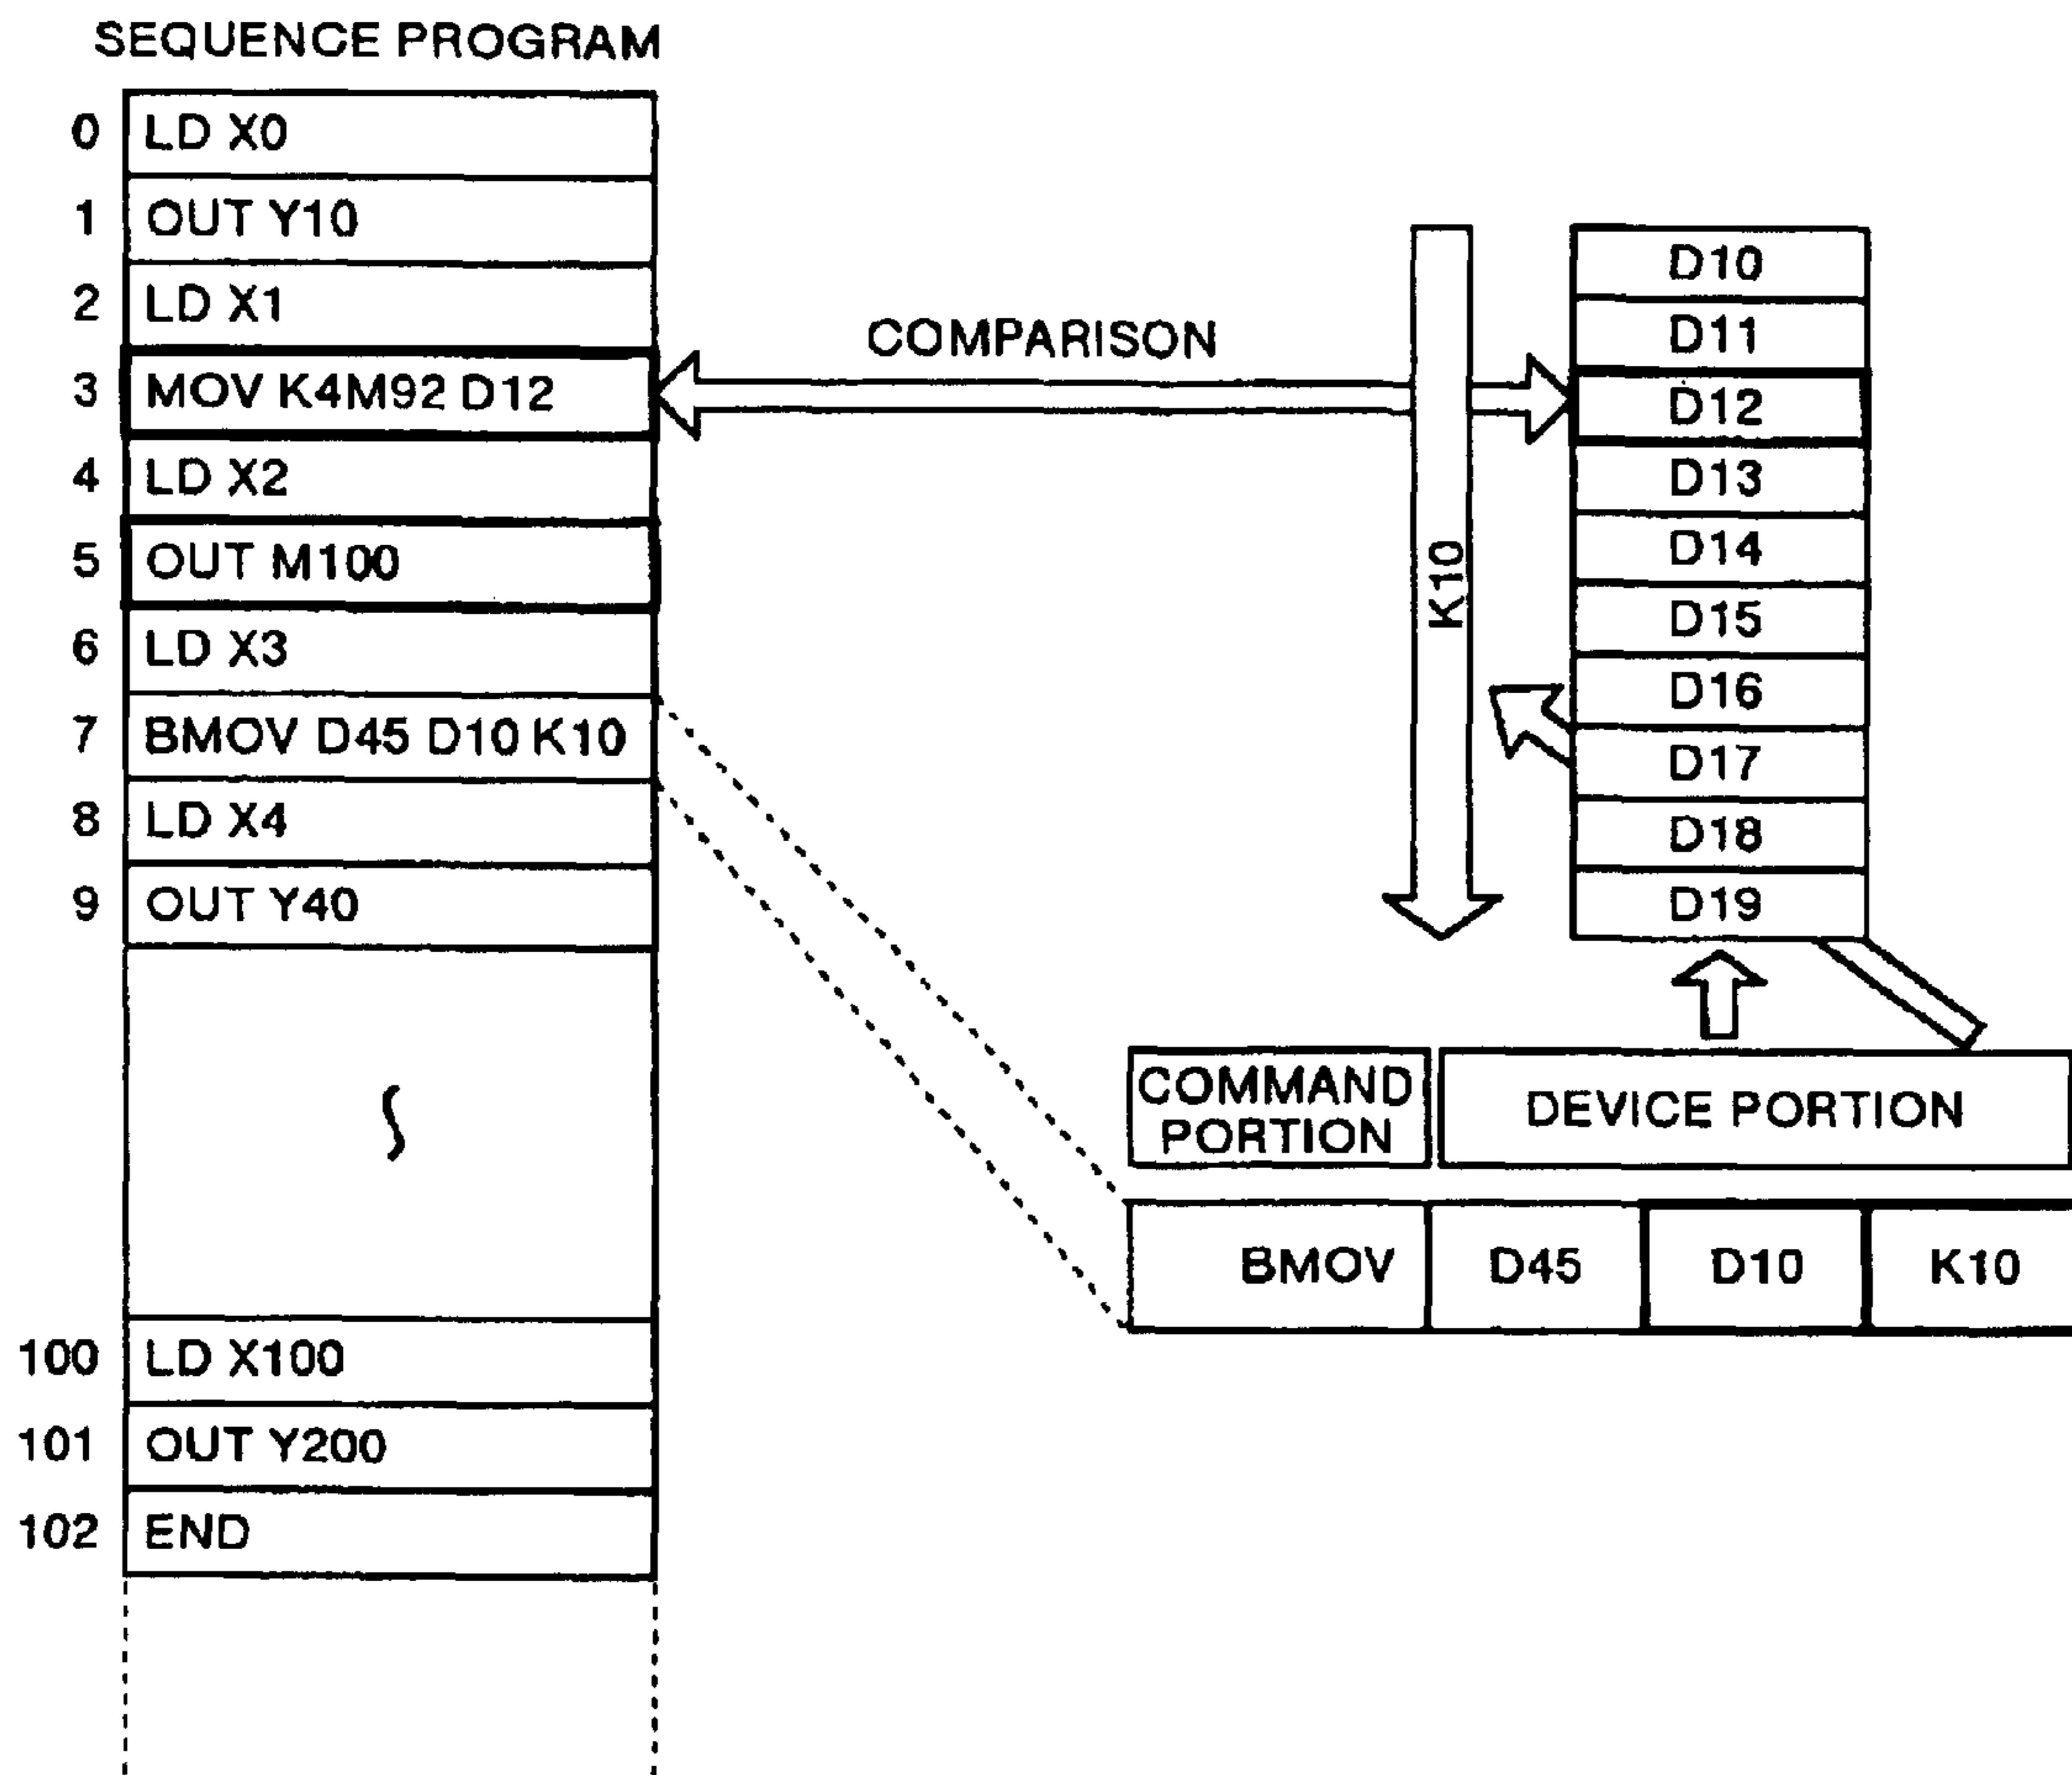 SEQUENCE PROGRAM
0 LD X0
1 OUT Y10
2 LD X1
3 MOV K4M92 D12
4 LD X2
5 OUT M100
6 LD X3
7 BMOV D45 D10 K10
8 LD X4
9 OUT Y40
100 LD X100
101 OUT Y200
102 END
COMPARISON
K10
D10
D11
D12
D13
D14
D15
D16
D17
D18
D19
COMMAND
PORTION
DEVICE PORTION
BMOV D45 D10 K10